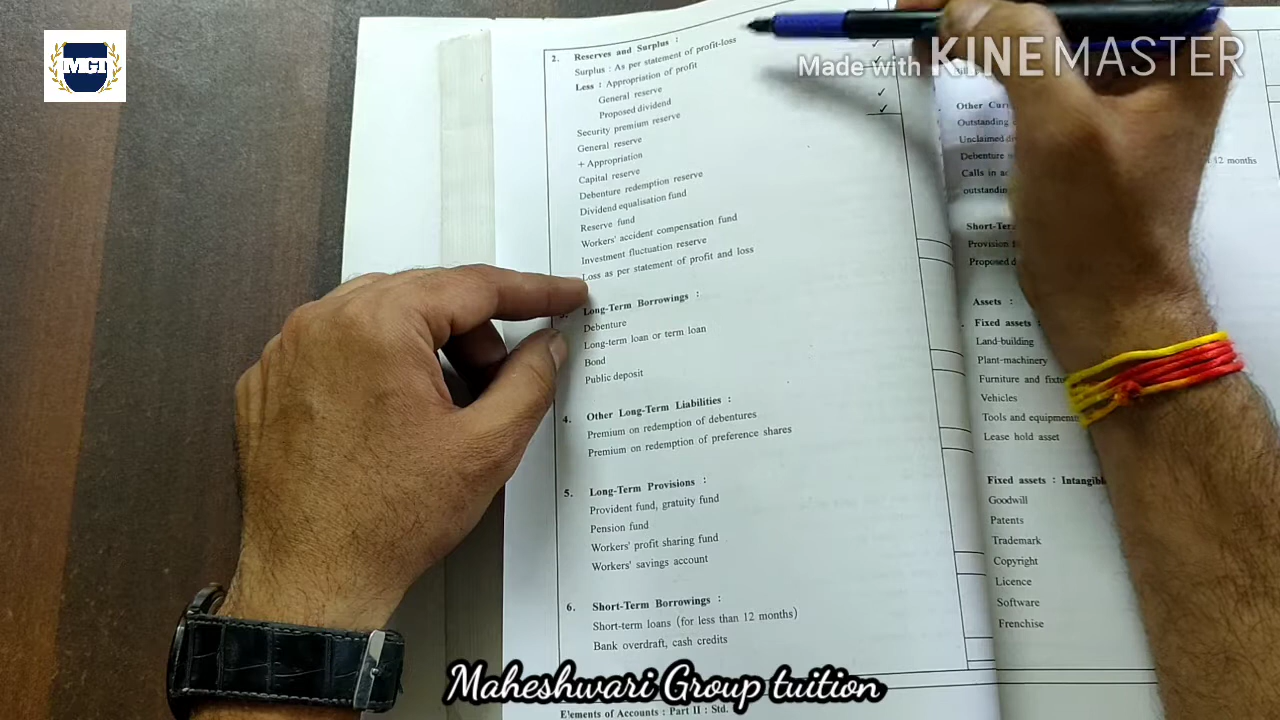 MGI
Made with KINEMASTER
2. Reserves and Surplus :
Surplus : As per statement of profit-loss
Less : Appropriation of profit
General reserve
Proposed dividend
Security premium reserve
General reserve
+ Appropriation
Capital reserve
Debenture redemption reserve
Dividend equalisation fund
Reserve fund
Workers' accident compensation fund
Investment fluctuation reserve
Loss as per statement of profit and loss
Long-Term Borrowings :
Debenture
Long-term loan or term loan
Bond
Public deposit
4. Other Long-Term Liabilities :
Premium on redemption of debentures
Premium on redemption of preference shares
5. Long-Term Provisions :
Provident fund, gratuity fund
Pension fund
Workers' profit sharing fund
Workers' savings account
6. Short-Term Borrowings :
Short-term loans (for less than 12 months)
Bank overdraft, cash credits
Elements of Accounts : Part II : Std.
Other
Outstanding
Unclaimed
Debenture
Calls in
12 months
outstanding
Short-Ter
Provision
Proposed
Assets :
Fixed assets :
Land-building
Plant-machinery
Furniture and
Vehicles
Tools and equipments
Lease hold asset
Fixed assets : Intangib
Goodwill
Patents
Trademark
Copyright
Licence
Software
Frenchise
Maheshwari Group tuition